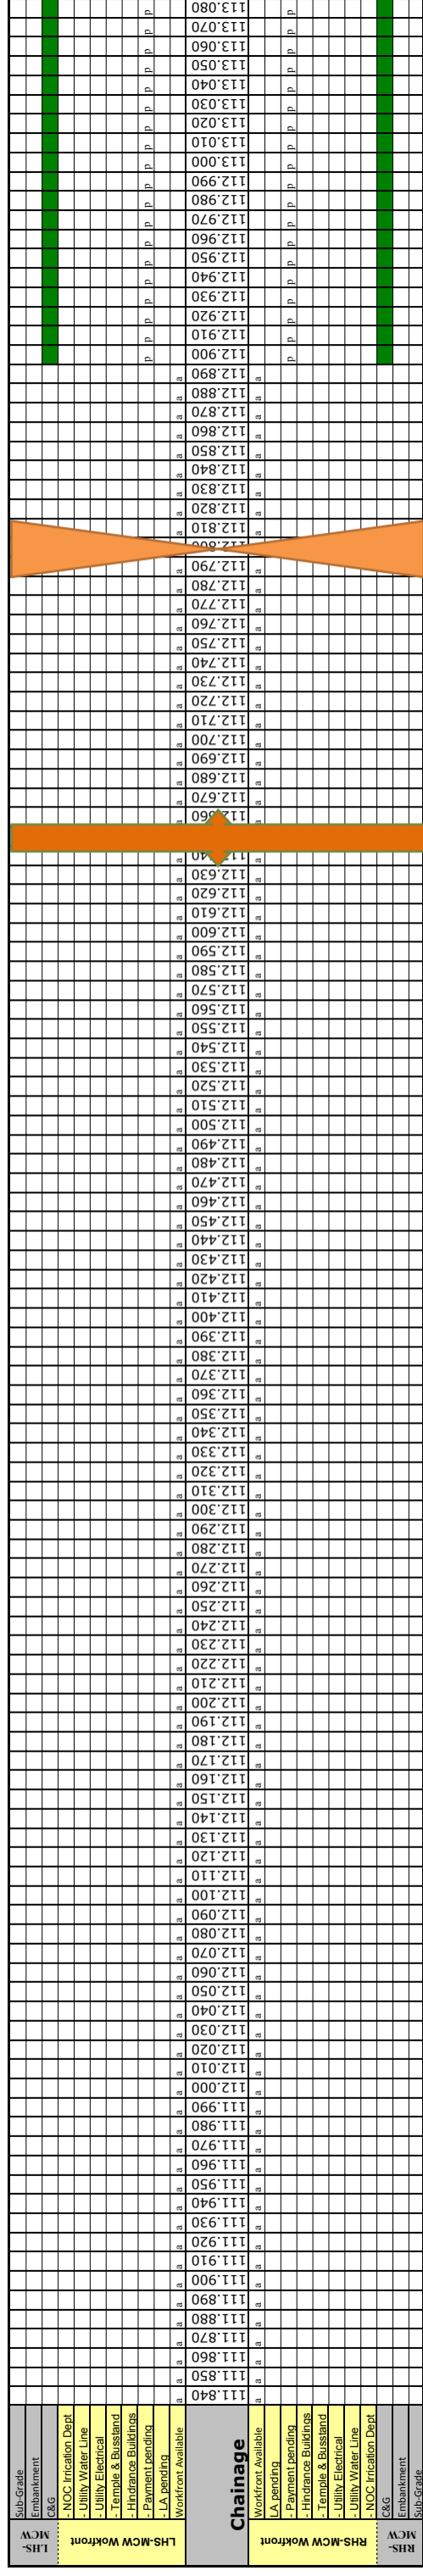 p 113.080 p
p 113.070 p
p 113.060 p
p 113.050 p
p 113.040 p
p 113.030 p
p 113.020 p
p 113.010 p
p 113.000 p
p 112.990 p
p 112.980 p
p 112.970 p
p 112.960 p
p 112.950 p
p 112.940 p
p 112.930 p
p 112.920 p
p 112.910 p
p 112.900 p
a 112.890 a
a 112.880 a
a 112.870 a
a 112.860 a
a 112.850 a
a 112.840 a
a 112.830 a
a 112.820 a
a 112.810 a
a 112.790 a
a 112.780 a
a 112.770 a
a 112.760 a
a 112.750 a
a 112.740 a
a 112.730 a
a 112.720 a
a 112.710 a
a 112.700 a
a 112.690 a
a 112.680 a
a 112.670 a
a 112.630 a
a 112.620 a
a 112.610 a
a 112.600 a
a 112.590 a
a 112.580 a
a 112.570 a
a 112.560 a
a 112.550 a
a 112.540 a
a 112.530 a
a 112.520 a
a 112.510 a
a 112.500 a
a 112.490 a
a 112.480 a
a 112.470 a
a 112.460 a
a 112.450 a
a 112.440 a
a 112.430 a
a 112.420 a
a 112.410 a
a 112.400 a
a 112.390 a
a 112.380 a
a 112.370 a
a 112.360 a
a 112.350 a
a 112.340 a
a 112.330 a
a 112.320 a
a 112.310 a
a 112.300 a
a 112.290 a
a 112.280 a
a 112.270 a
a 112.260 a
a 112.250 a
a 112.240 a
a 112.230 a
a 112.220 a
a 112.210 a
a 112.200 a
a 112.190 a
a 112.180 a
a 112.170 a
a 112.160 a
a 112.150 a
a 112.140 a
a 112.130 a
a 112.120 a
a 112.110 a
a 112.100 a
a 112.090 a
a 112.080 a
a 112.070 a
a 112.060 a
a 112.050 a
a 112.040 a
a 112.030 a
a 112.020 a
a 112.010 a
a 112.000 a
a 111.990 a
a 111.980 a
a 111.970 a
a 111.960 a
a 111.950 a
a 111.940 a
a 111.930 a
a 111.920 a
a 111.910 a
a 111.900 a
a 111.890 a
a 111.880 a
a 111.870 a
a 111.860 a
a 111.850 a
a 111.840 a
Sub-Grade
Embankment
C&G
- NOC Irrication Dept
- Utility Water Line
- Utility Electrical
- Temple & Busstand
- Hindrance Buildings
- Payment pending
- LA pending
Workfront Available
Chainage
Workfront Available
LA pending
- Payment pending
- Hindrance Buildings
- Temple & Busstand
- Utility Electrical
- Utility Water Line
- NOC Irrication Dept
C&G
Embankment
Sub-Grade
LHS-
MCW
LHS-MCW Wokfront
RHS-MCW Wokfront
RHS-
MCW